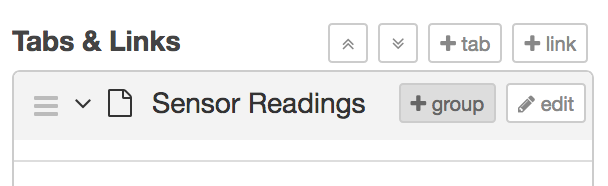 Tabs & Links
+ tab
+ link
Sensor Readings
+ group
edit